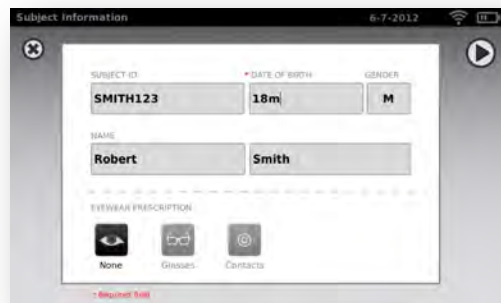 Subject Information 6-7-2012
SUBJECT ID * DATE OF BIRTH GENDER
SMITH123 18m M
NAME
Robert Smith
EYEWEAR PRESCRIPTION
None Glasses Contacts
* Required field